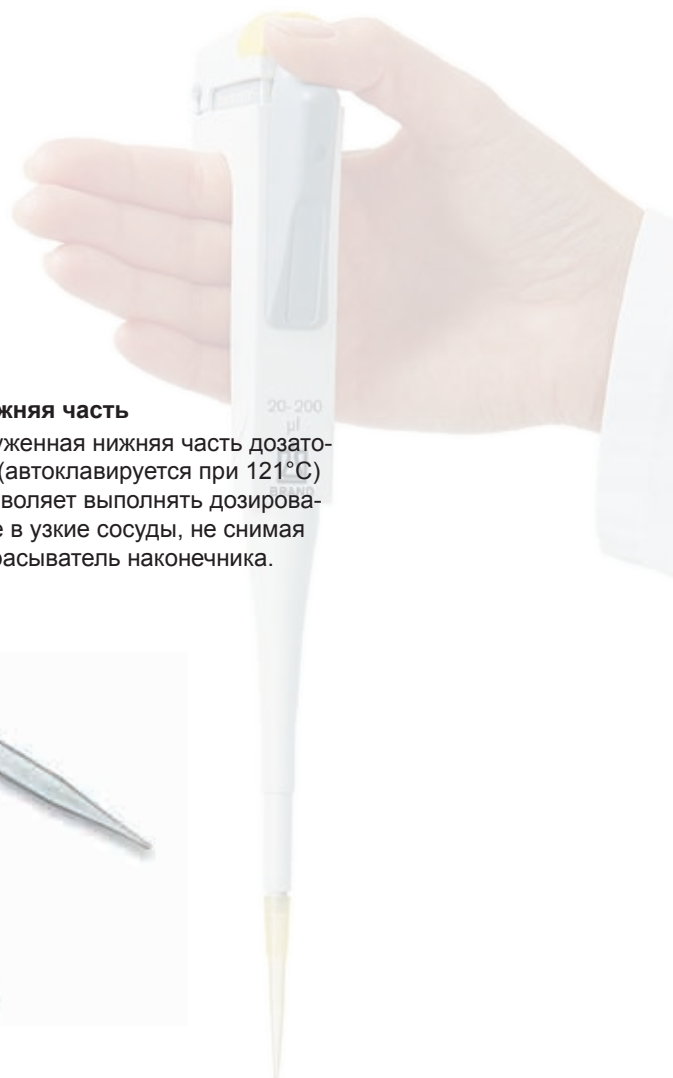 жняя часть
уженная нижняя часть дозато-
(автоклавируется при 121°C)
воляет выполнять дозирова-
е в узкие сосуды, не снимая
расыватель наконечника.
20-200
µl
BRAND